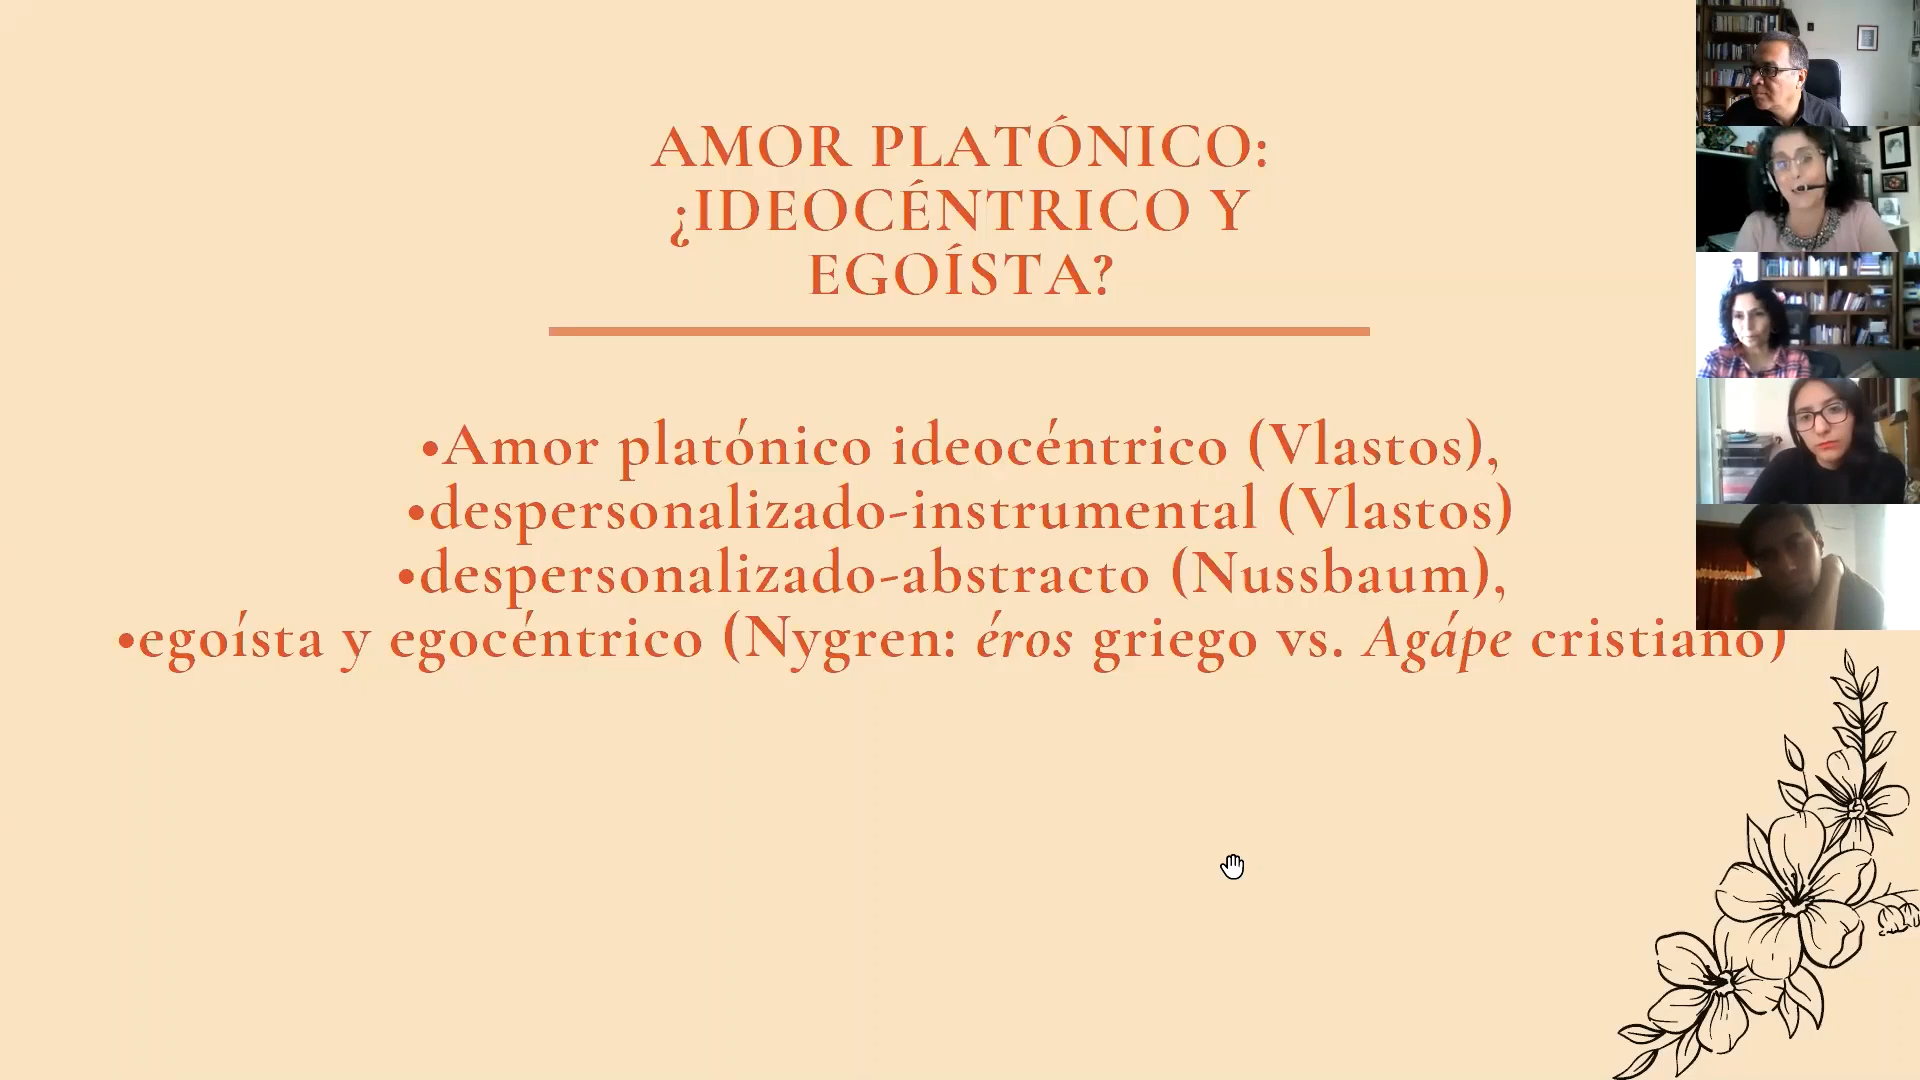 AMOR PLATÓNICO:
¿IDEOCÉNTRICO Y
EGOÍSTA?
•Amor platónico ideocéntrico (Vlastos),
•despersonalizado-instrumental (Vlastos)
•despersonalizado-abstracto (Nussbaum),
•egoísta y egocéntrico (Nygren: éros griego vs. Agápe cristiano)